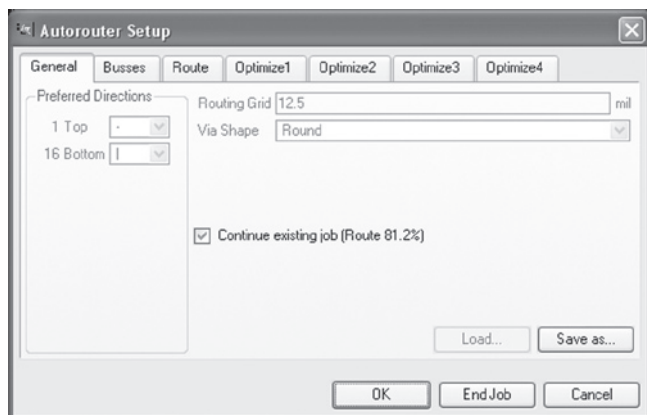 Autorouter Setup
General Busses Route Optimize1 Optimize2 Optimize3 Optimize4
Preferred Directions
1 Top -
16 Bottom |
Routing Grid 12.5 mil
Via Shape Round
Continue existing job (Route 81.2%)
Load... Save as...
OK End Job Cancel